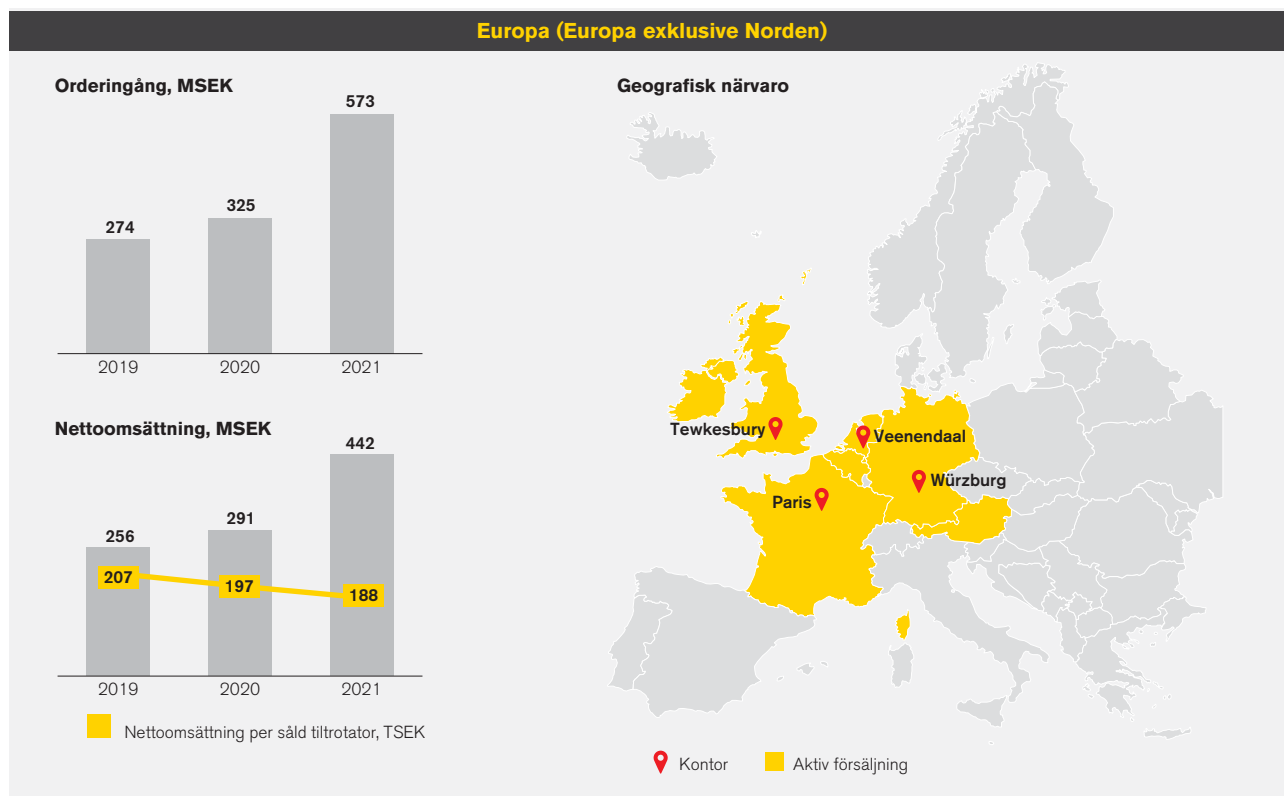 Europa (Europa exklusive Norden)
Orderingång, MSEK
573
325
274
2019 2020 2021
Nettoomsättning, MSEK
442
291
256
207
197
188
2019 2020 2021
Nettoomsättning per såld tiltrotator, TSEK
Geografisk närvaro
Tewkesbury
Veenendaal
Würzburg
Paris
Kontor
Aktiv försäljning